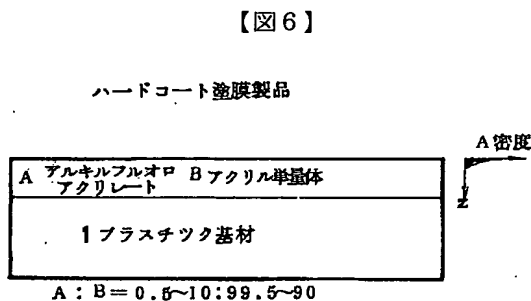 【図6】
ハードコート塗膜製品
A密度
A アルキルフルオロアクリレート B アクリル単量体
Z
1 プラスチック基材
A:B=0.5~10:99.5~90